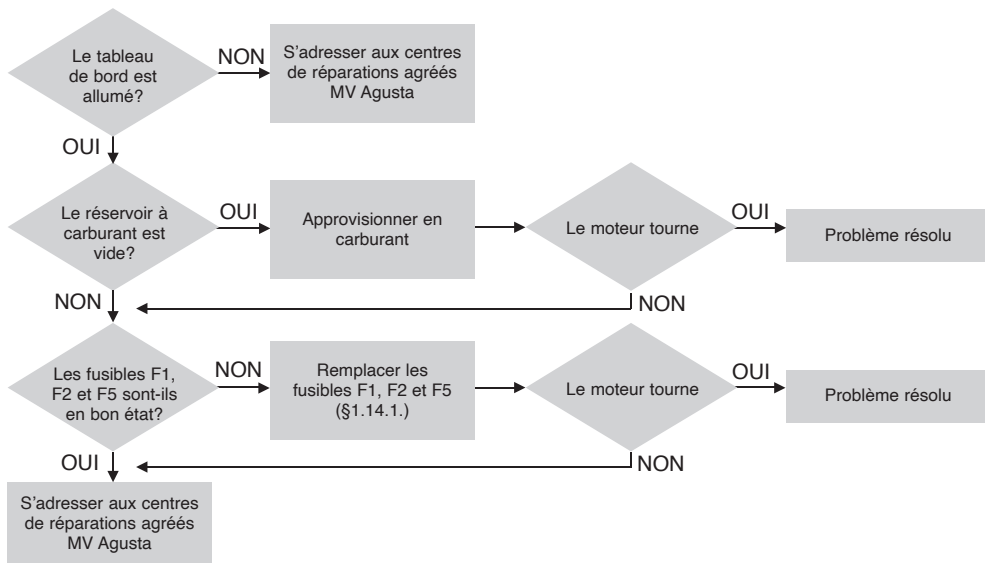 Le tableau
de bord est
allumé?
NON
S'adresser aux centres
de réparations agréés
MV Agusta
OUI
Le réservoir à
carburant est
vide?
OUI
Approvisionner en
carburant
Le moteur tourne
OUI
Problème résolu
NON
NON
Les fusibles F1,
F2 et F5 sont-ils
en bon état?
NON
Remplacer les
fusibles F1, F2 et F5
(§1.14.1.)
Le moteur tourne
OUI
Problème résolu
OUI
NON
S'adresser aux centres
de réparations agréés
MV Agusta